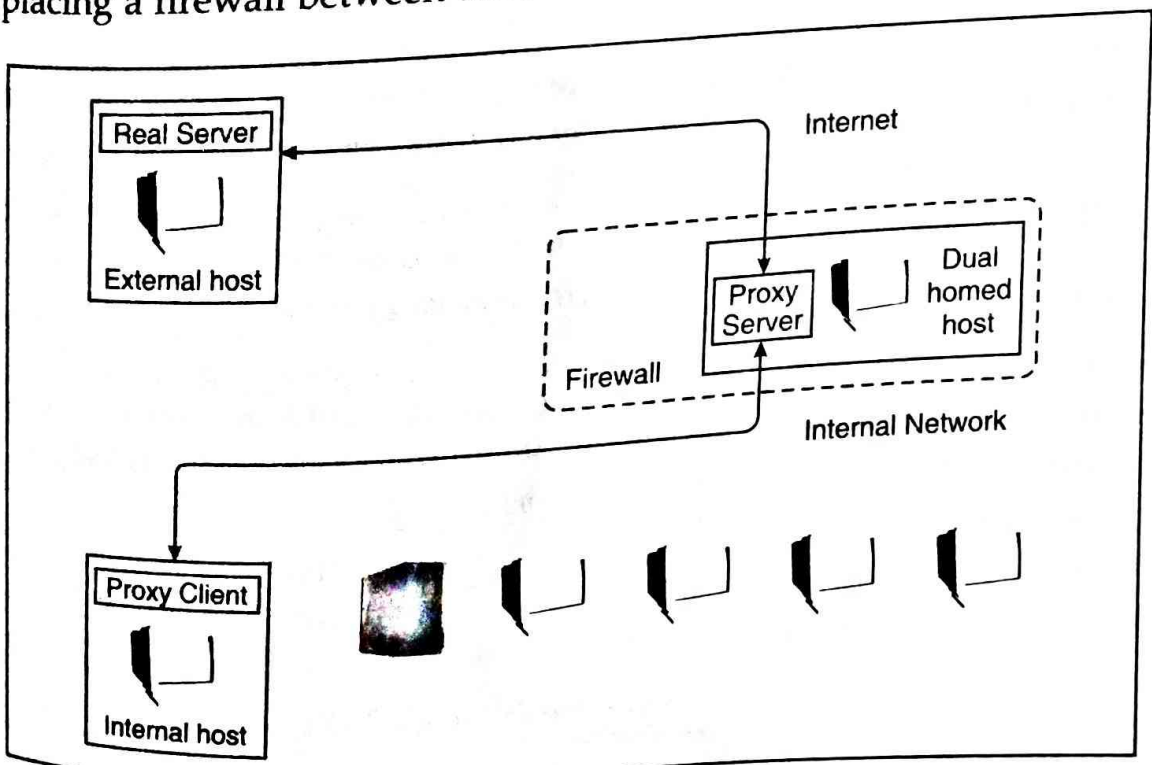 placing a firewall between
Real Server
External host
Internet
Proxy
Server
Dual
homed
host
Firewall
Internal Network
Proxy Client
Internal host